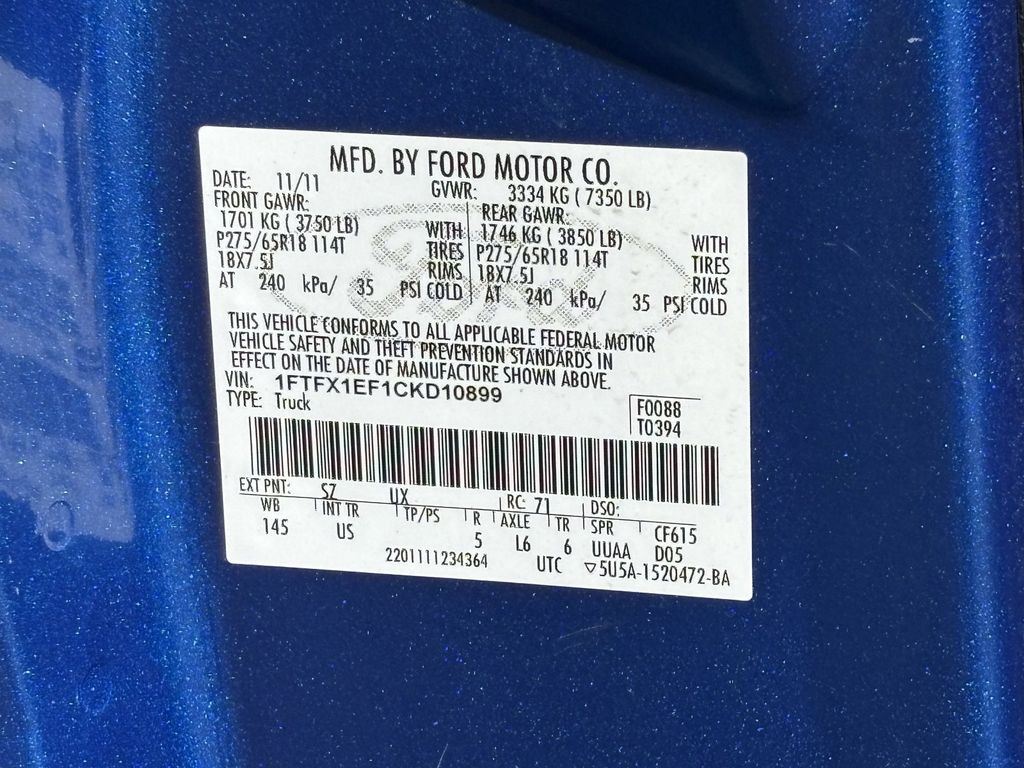 MFD. BY FORD MOTOR CO.
DATE: 11/11 GVWR: 3334 KG ( 7350 LB)
FRONT GAWR: REAR GAWR:
1701 KG ( 3750 LB) WITH 1746 KG ( 3850 LB) WITH
P275/65R18 114T TIRES P275/65R18 114T TIRES
18X7.5J RIMS 18X7.5J RIMS
AT 240 kPa/ 35 PSI COLD AT 240 kPa/ 35 PSI COLD
Ford
THIS VEHICLE CONFORMS TO ALL APPLICABLE FEDERAL MOTOR
VEHICLE SAFETY AND THEFT PREVENTION STANDARDS IN
EFFECT ON THE DATE OF MANUFACTURE SHOWN ABOVE.
VIN: 1FTFX1EF1CKD10899
TYPE: Truck
F0088
T0394
EXT PNT: SZ UX RC: 71 DSO:
WB INT TR TP/PS R AXLE TR SPR CF615
145 US 5 L6 6 UUAA D05
2201111234364 UTC ▽5U5A-1520472-BA